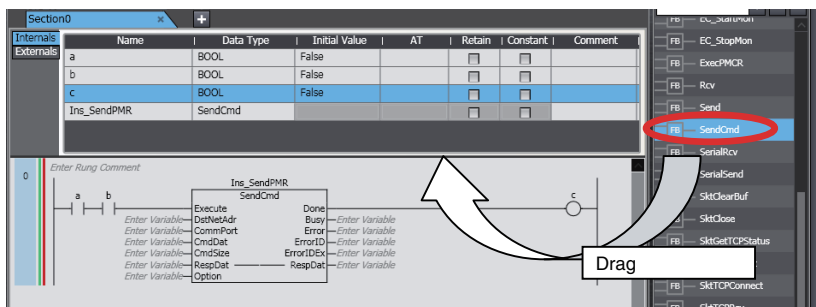 Section0 × +
Internals
Externals
Name Data Type Initial Value AT Retain Constant Comment
a BOOL False
b BOOL False
c BOOL False
Ins_SendPMR SendCmd
0 Enter Rung Comment
Ins_SendPMR
a b SendCmd c
Execute Done
Enter Variable DstNetAdr Busy Enter Variable
Enter Variable CommPort Error Enter Variable
Enter Variable CmdDat ErrorID Enter Variable
Enter Variable CmdSize ErrorIDEx Enter Variable
Enter Variable RespDat RespDat Enter Variable
Enter Variable Option
FB EC_StartMon
FB EC_StopMon
FB ExecPMCR
FB Rcv
FB Send
FB SendCmd
FB SerialRcv
SerialSend
SktClearBuf
SktClose
FB SktGetTCPStatus
Drag
FB SktTCPConnect
FB SktTCPRcv